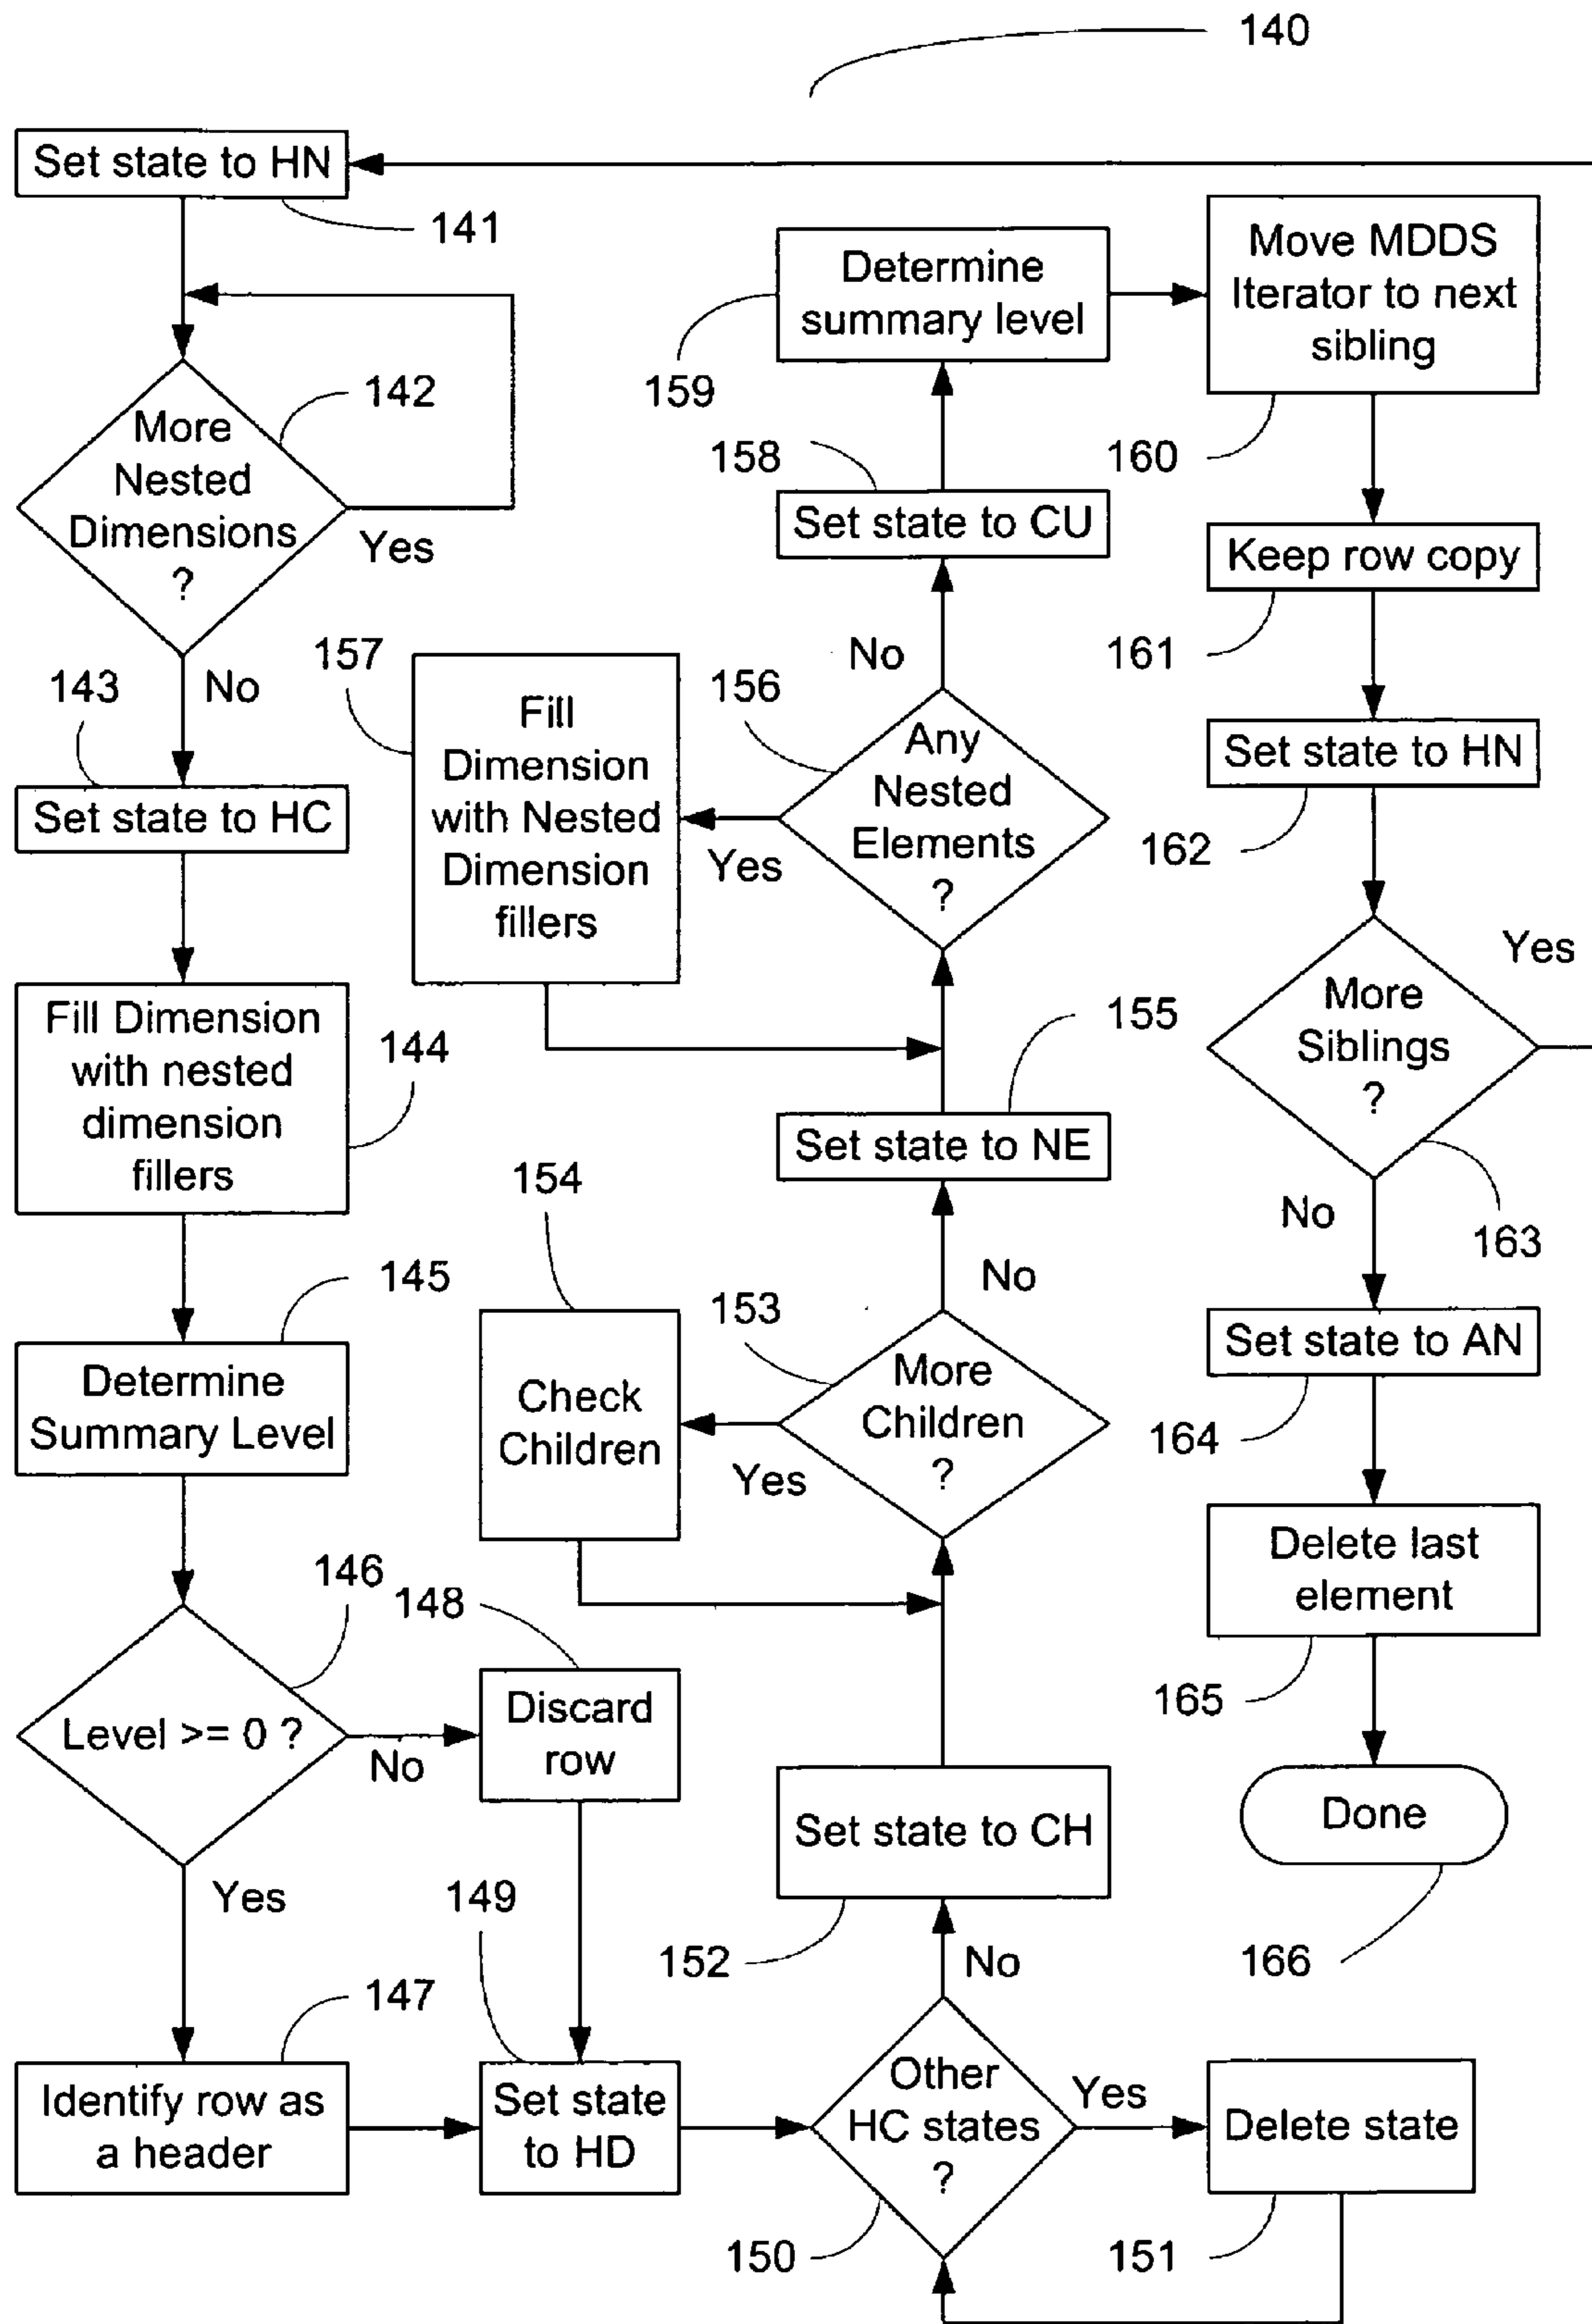 140
Set state to HN
141
More
Nested
Dimensions
?
142
Yes
No
143
Set state to HC
Fill Dimension
with nested
dimension
fillers
144
145
Determine
Summary Level
146
Level >= 0 ?
No
148
Discard
row
Yes
147
Identify row as
a header
149
Set state
to HD
Other
HC states
?
150
Yes
Delete state
151
No
152
Set state to CH
153
More
Children
?
Yes
154
Check
Children
No
Set state to NE
155
156
Any
Nested
Elements
?
Yes
157
Fill
Dimension
with Nested
Dimension
fillers
No
158
Set state to CU
159
Determine
summary level
Move MDDS
Iterator to next
sibling
160
Keep row copy
161
Set state to HN
162
More
Siblings
?
Yes
163
No
Set state to AN
164
Delete last
element
165
Done
166